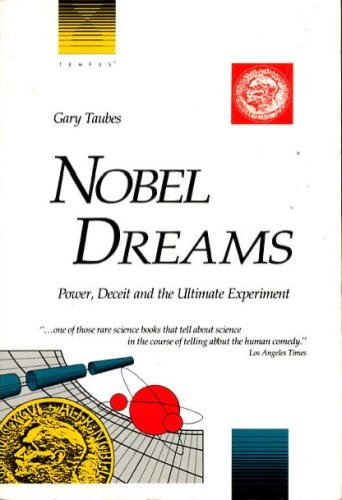 TEMPUS
Gary Taubes
NOBEL
DREAMS
Power, Deceit and the Ultimate Experiment
"...one of those rare science books that tell about science
in the course of telling about the human comedy."
Los Angeles Times